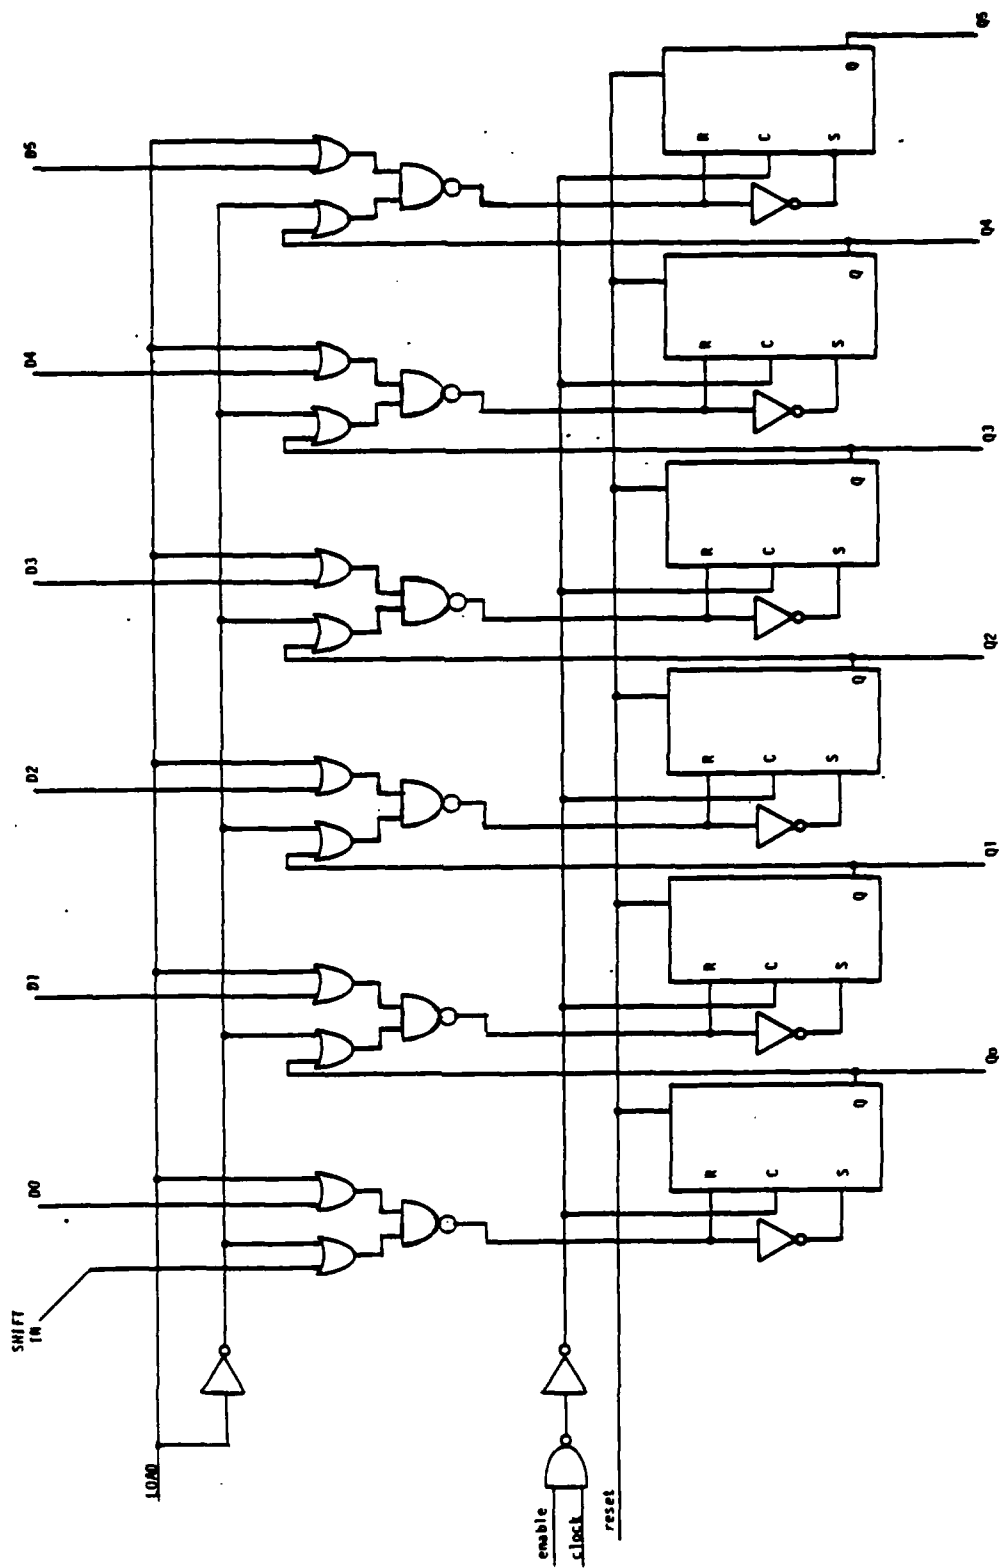 SHIFT
IN
D0
D1
D2
D3
D4
D5
LOAD
enable
clock
reset
R
C
S
Q
R
C
S
Q
R
C
S
Q
R
C
S
Q
R
C
S
Q
R
C
S
Q
Q0
Q1
Q2
Q3
Q4
Q5